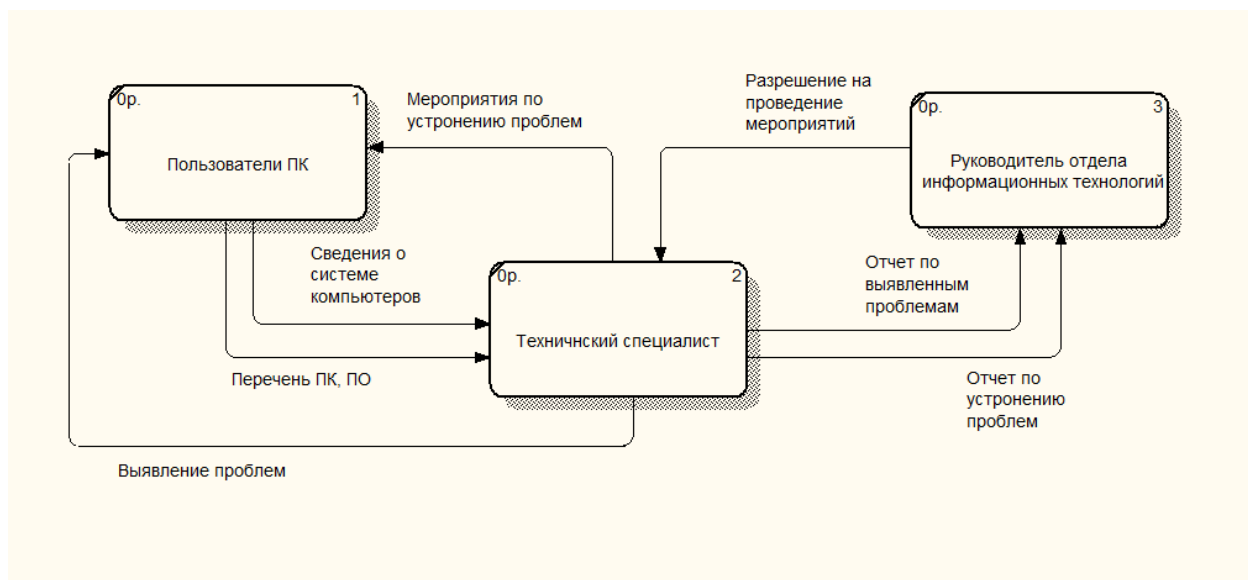 0р.
1
Пользователи ПК
Мероприятия по
устронению проблем
Разрешение на
проведение
мероприятий
0р.
3
Руководитель отдела
информационных технологий
Сведения о
системе
компьютеров
0р.
2
Техничнский специалист
Отчет по
выявленным
проблемам
Перечень ПК, ПО
Отчет по
устронению
проблем
Выявление проблем